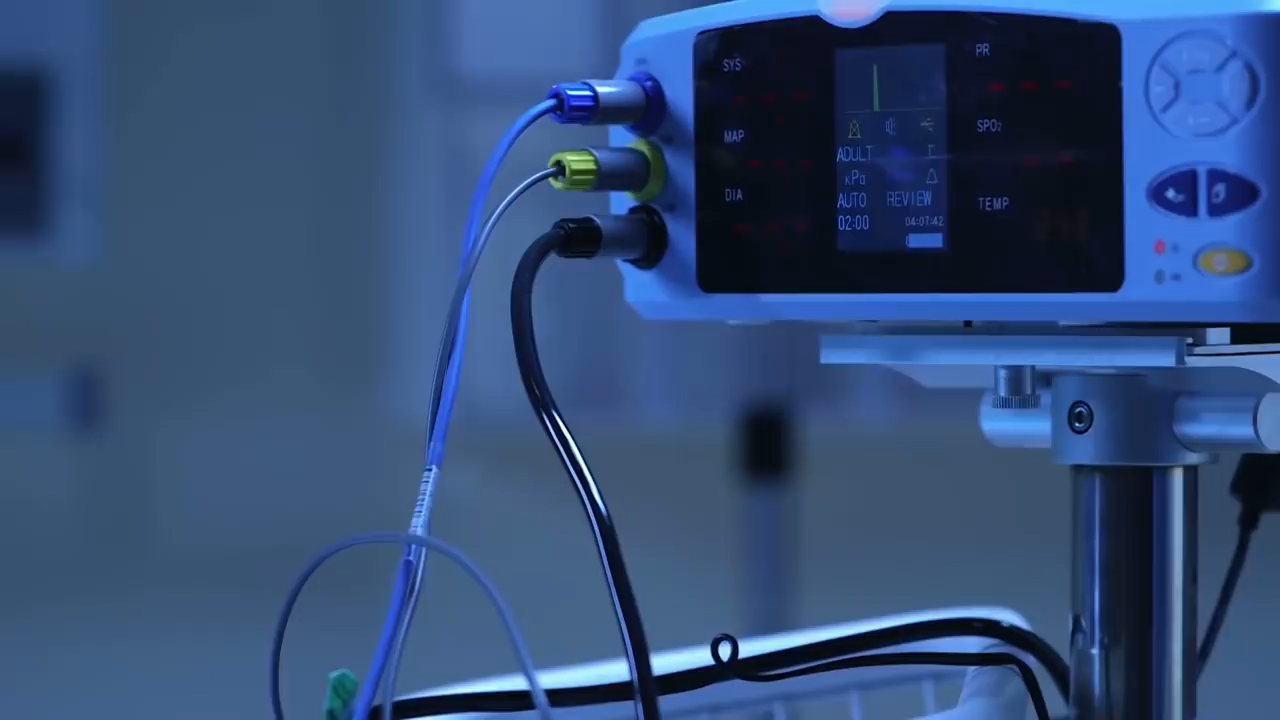 SYS
MAP
DIA
ADULT
kPa
AUTO REVIEW
02:00 04:07:42
PR
SPO₂
TEMP